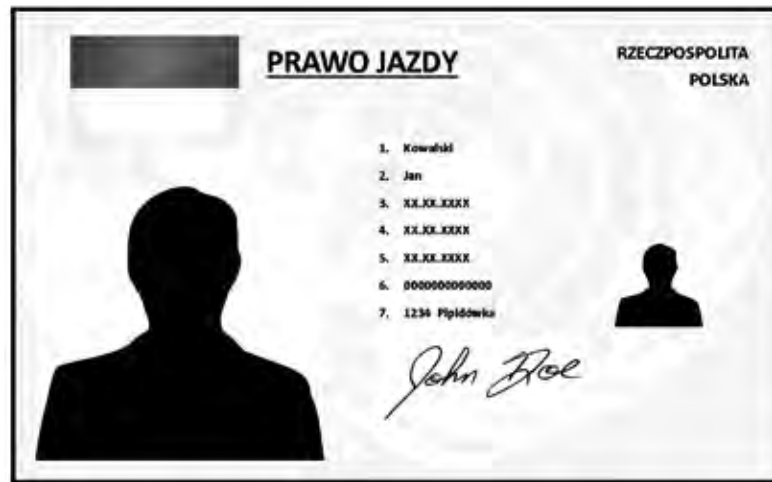 PRAWO JAZDY
RZECZPOSPOLITA
POLSKA
1. Kowalski
2. Jan
3. XX.XX.XXXX
4. XX.XX.XXXX
5. XX.XX.XXXX
6. 0000000000000
7. 1234 Pipidówka
John Doe